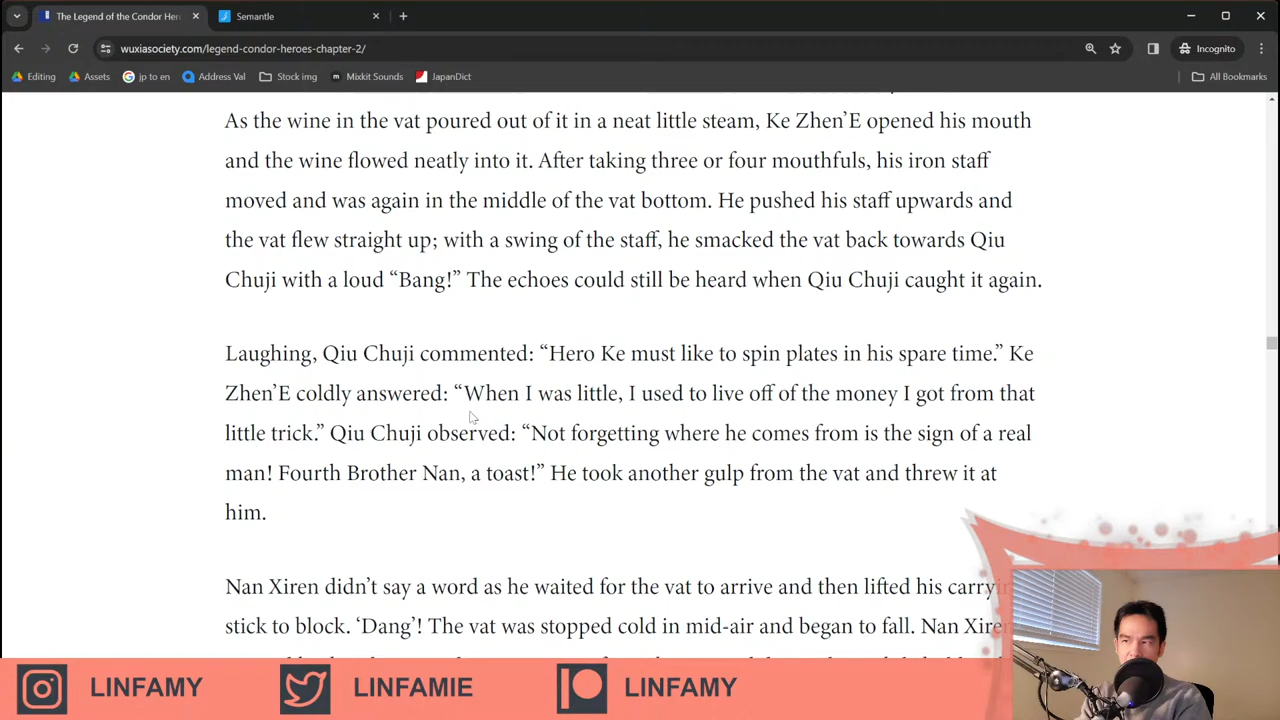 The Legend of the Condor Her
Semantle
wuxiasociety.com/legend-condor-heroes-chapter-2/
Incognito
Editing
Assets
jp to en
Address Val
Stock img
Mixkit Sounds
JapanDict
All Bookmarks
As the wine in the vat poured out of it in a neat little steam, Ke Zhen’E opened his mouth
and the wine flowed neatly into it. After taking three or four mouthfuls, his iron staff
moved and was again in the middle of the vat bottom. He pushed his staff upwards and
the vat flew straight up; with a swing of the staff, he smacked the vat back towards Qiu
Chuji with a loud “Bang!” The echoes could still be heard when Qiu Chuji caught it again.
Laughing, Qiu Chuji commented: “Hero Ke must like to spin plates in his spare time.” Ke
Zhen’E coldly answered: “When I was little, I used to live off of the money I got from that
little trick.” Qiu Chuji observed: “Not forgetting where he comes from is the sign of a real
man! Fourth Brother Nan, a toast!” He took another gulp from the vat and threw it at
him.
Nan Xiren didn’t say a word as he waited for the vat to arrive and then lifted his carryi
stick to block. ‘Dang’! The vat was stopped cold in mid-air and began to fall. Nan Xiren
LINFAMY
LINFAMIE
LINFAMY